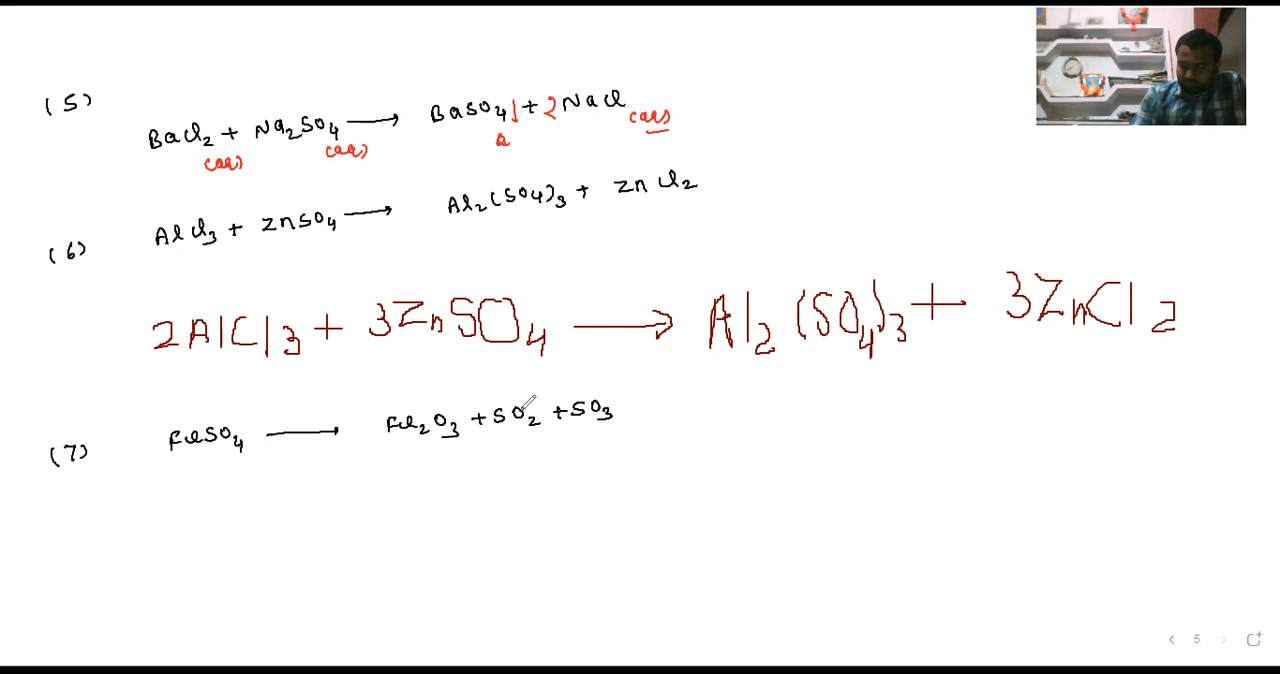 (5) BaCl2 + Na2SO4 → BaSO4↓ + 2NaCl
(aq) (aq) (aq)
(6) AlCl3 + ZnSO4 → Al2(SO4)3 + ZnCl2
2AlCl3 + 3ZnSO4 → Al2(SO4)3 + 3ZnCl2
(7) FeSO4 → Fe2O3 + SO2 + SO3
5